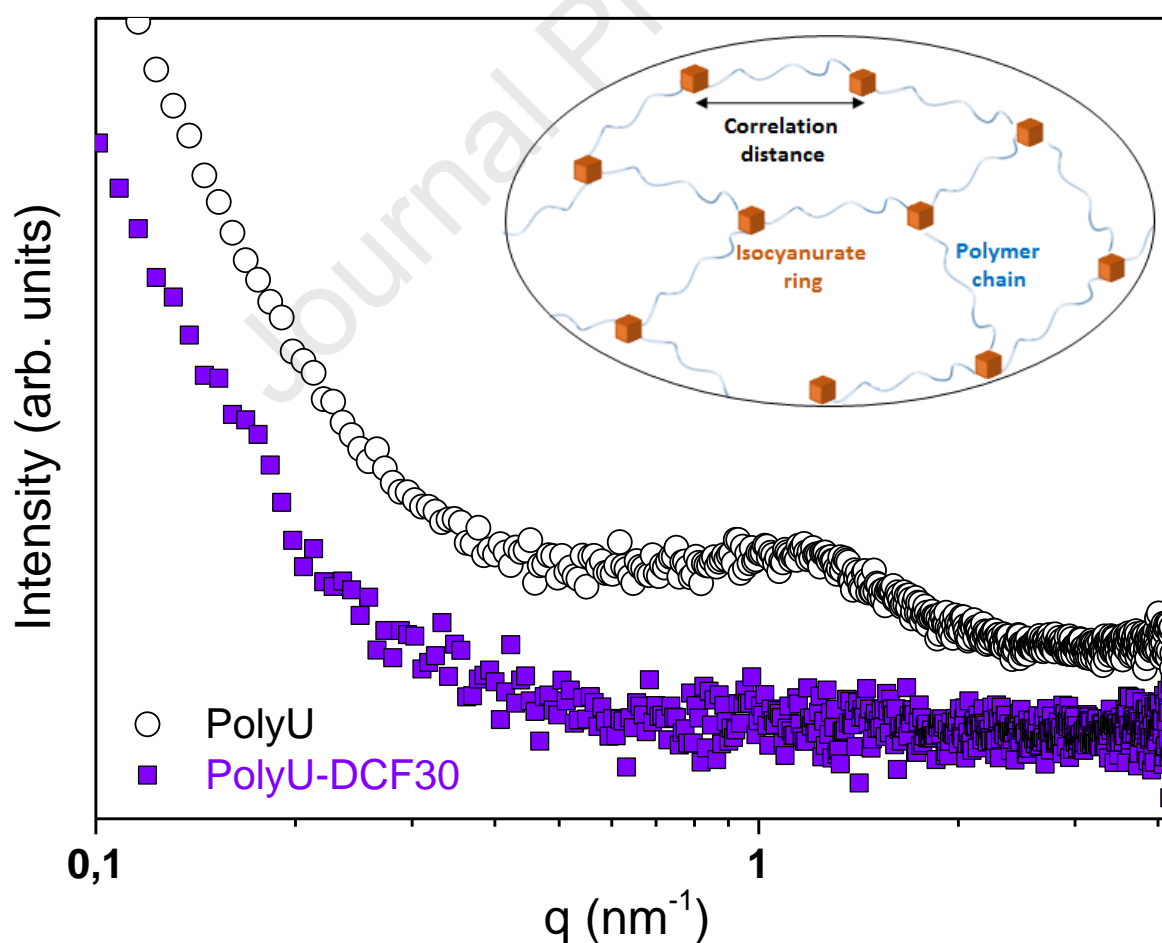 Journal Pr
Correlation
distance
Isocyanurate
ring
Polymer
chain
Intensity (arb. units)
PolyU
PolyU-DCF30
0,1
1
q (nm⁻¹)